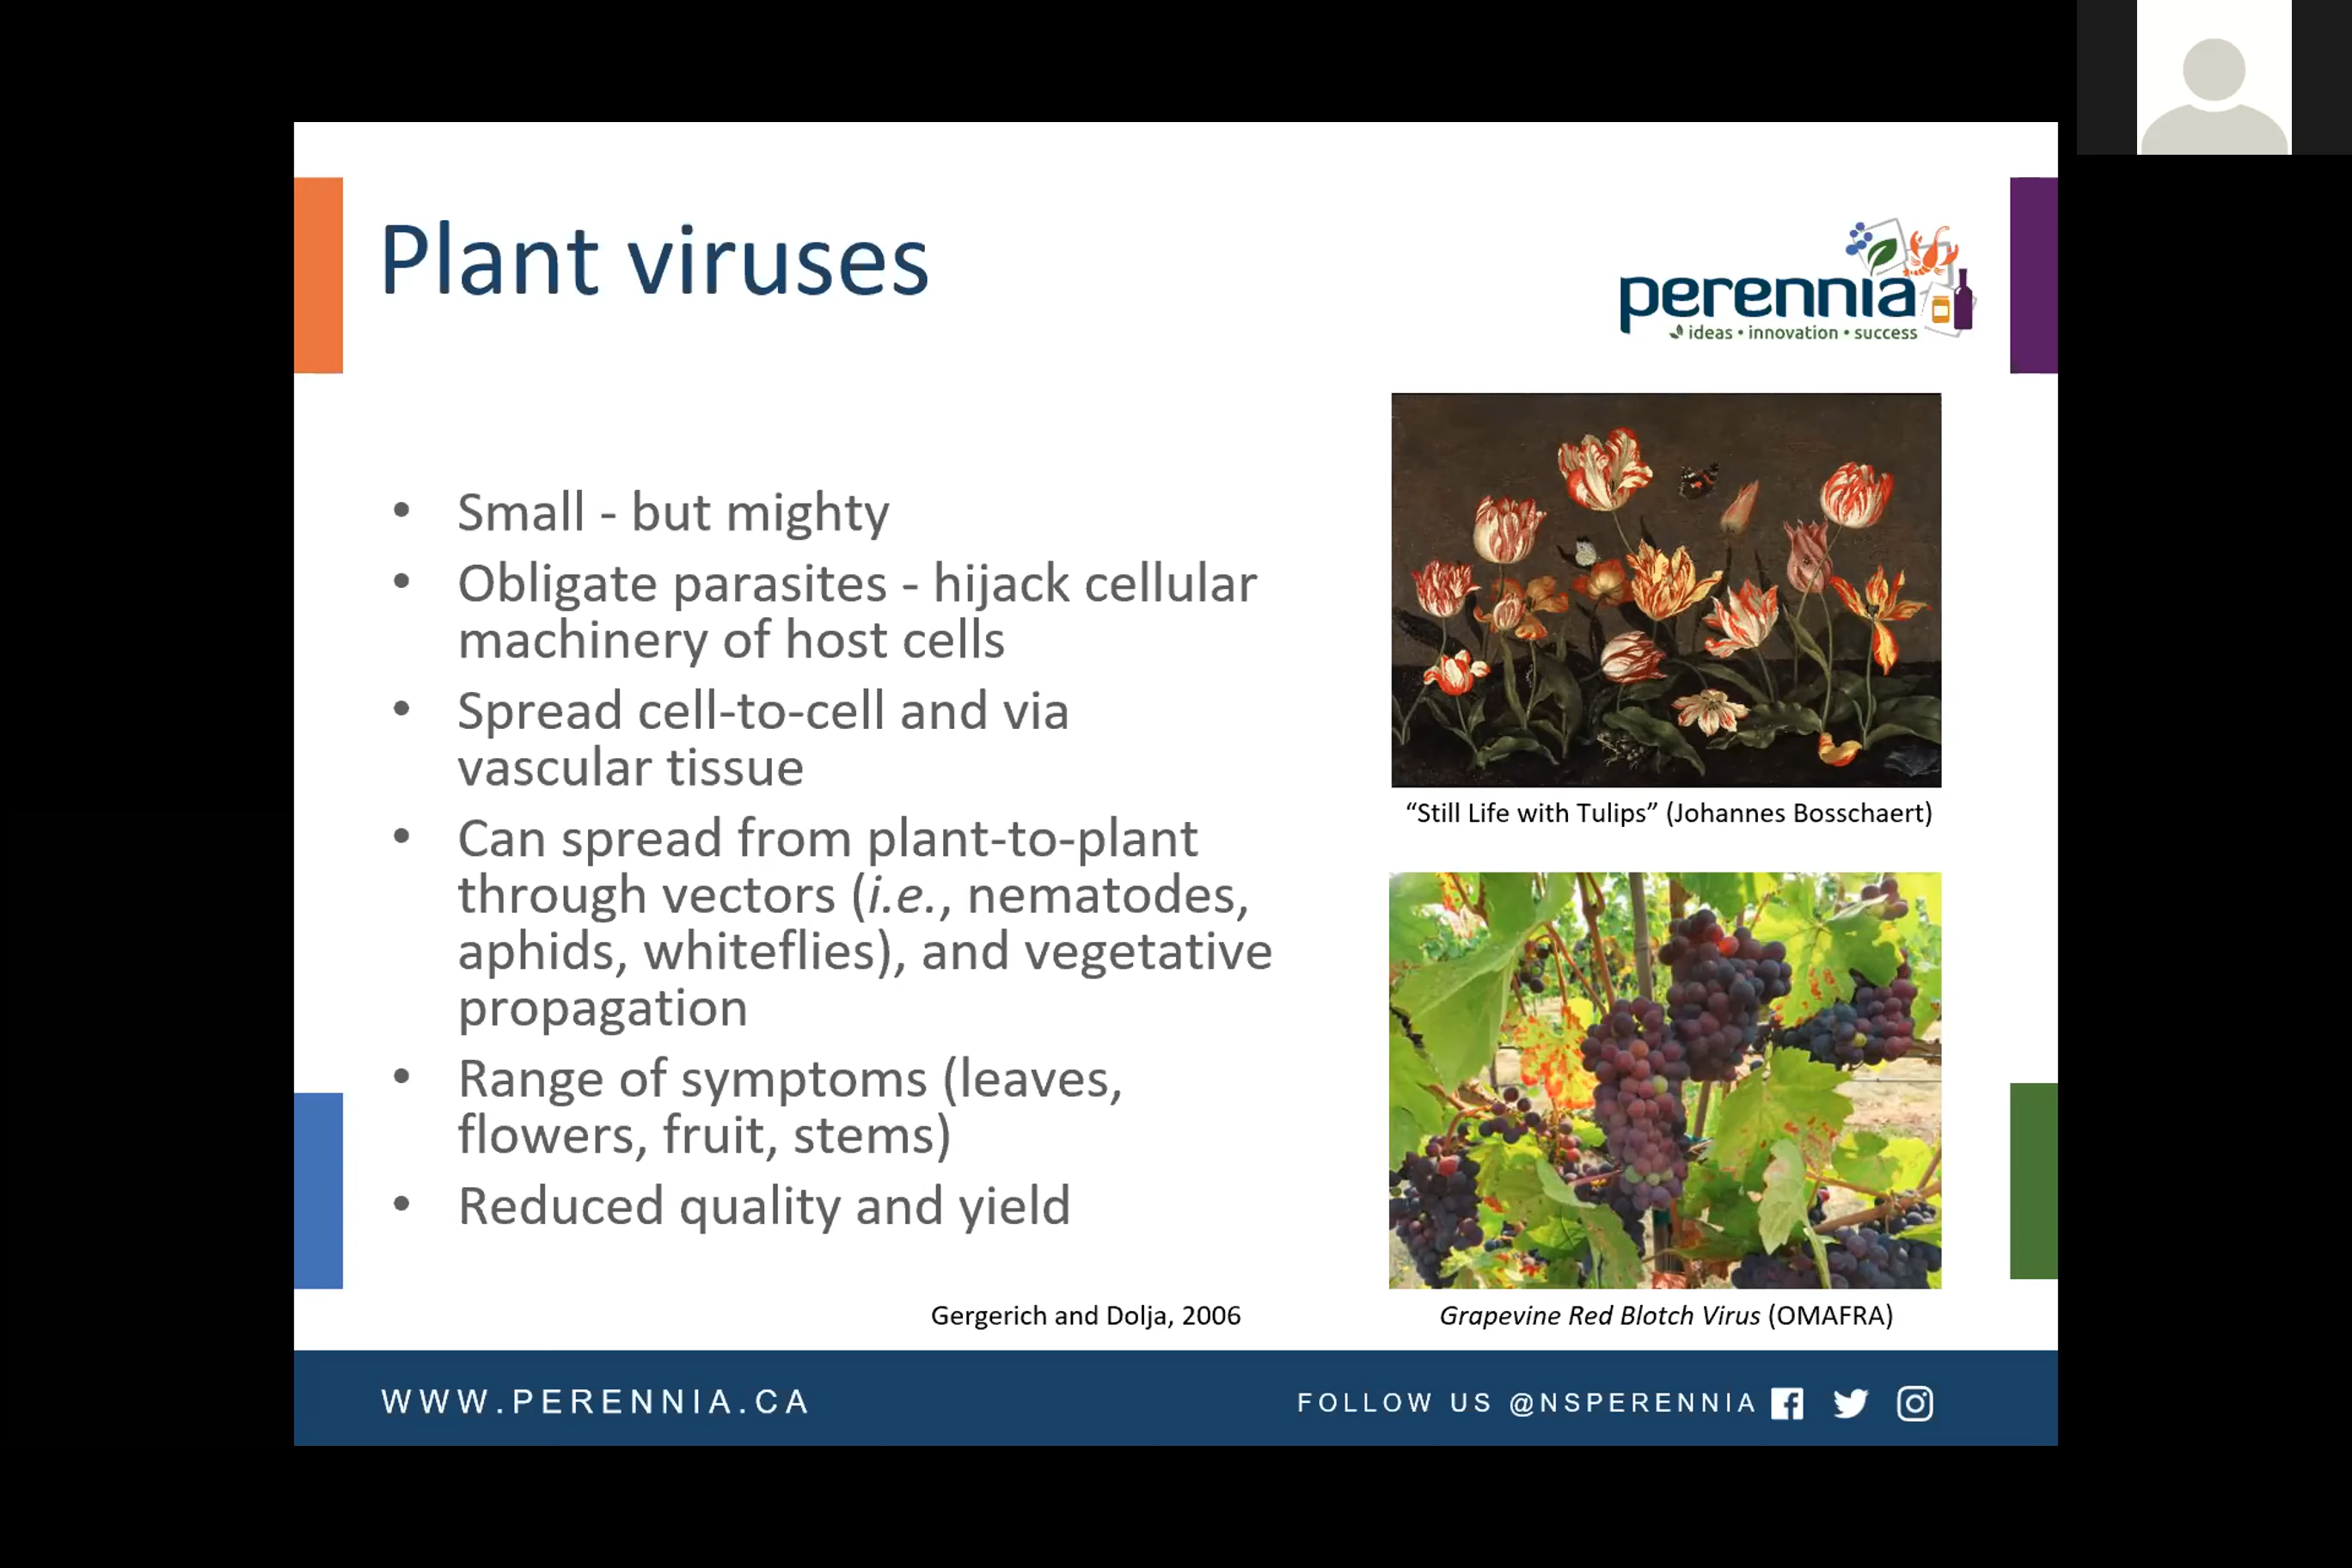 Plant viruses
perennia
ideas • innovation • success
• Small - but mighty
• Obligate parasites - hijack cellular
machinery of host cells
• Spread cell-to-cell and via
vascular tissue
• Can spread from plant-to-plant
through vectors (i.e., nematodes,
aphids, whiteflies), and vegetative
propagation
• Range of symptoms (leaves,
flowers, fruit, stems)
• Reduced quality and yield
Gergerich and Dolja, 2006
“Still Life with Tulips” (Johannes Bosschaert)
Grapevine Red Blotch Virus (OMAFRA)
WWW.PERENNIA.CA
FOLLOW US @NSPERENNIA